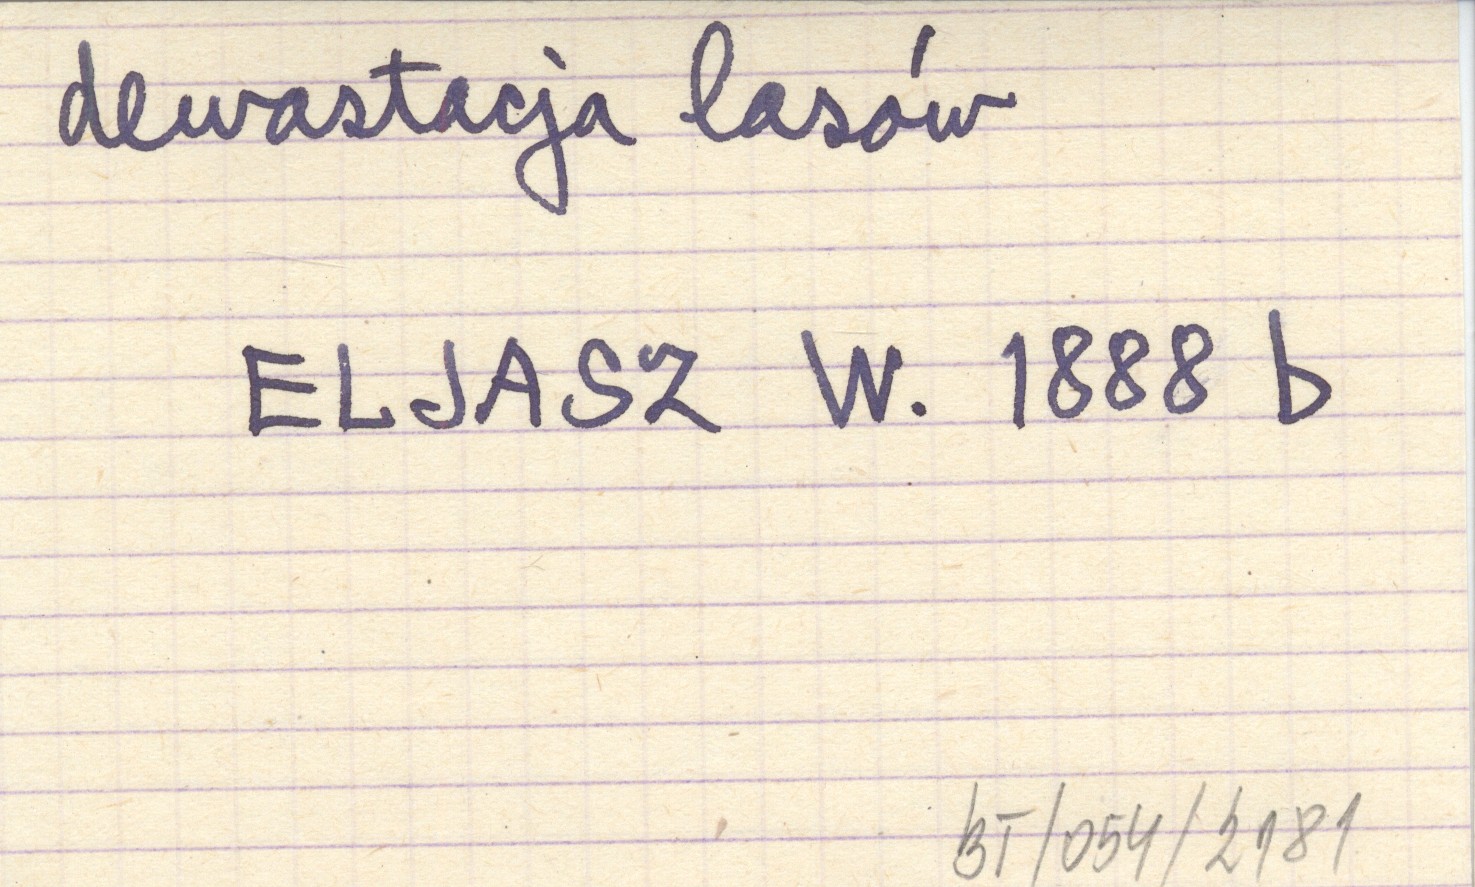 dewastacja lasów
ELJASZ W. 1888 b
BT/054/2181